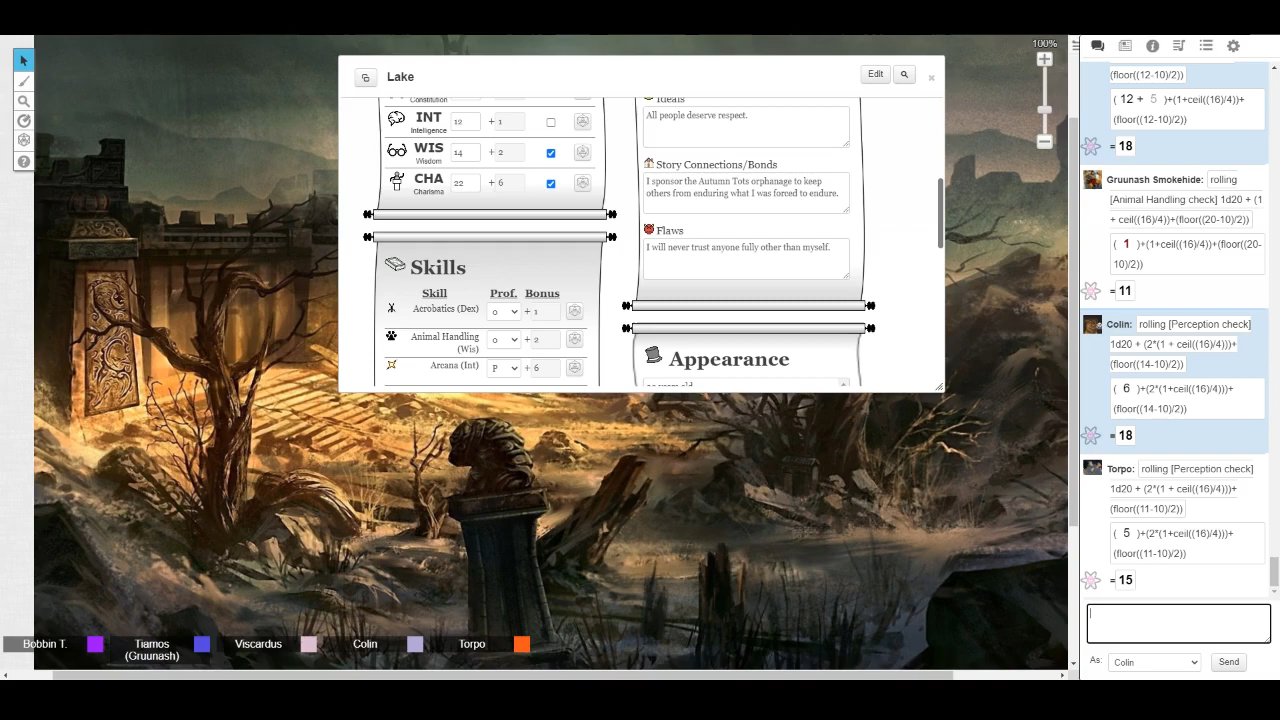 100%
Lake
Edit
Constitution
INT
Intelligence
12
+ 1
WIS
Wisdom
14
+ 2
CHA
Charisma
22
+ 6
Skills
Skill Prof. Bonus
Acrobatics (Dex)
0
+ 1
Animal Handling
(Wis)
0
+ 2
Arcana (Int)
P
+ 6
Ideals
All people deserve respect.
Story Connections/Bonds
I sponsor the Autumn Tots orphanage to keep
others from enduring what I was forced to endure.
Flaws
I will never trust anyone fully other than myself.
Appearance
(floor((12-10)/2))
( 12 + 5 )+(1+ceil((16)/4))+
(floor((12-10)/2))
= 18
Gruunash Smokehide: rolling
[Animal Handling check] 1d20 + (1
+ ceil((16)/4))+(floor((20-10)/2))
( 1 )+(1+ceil((16)/4))+(floor((20-
10)/2))
= 11
Colin: rolling [Perception check]
1d20 + (2*(1 + ceil((16)/4)))+
(floor((14-10)/2))
( 6 )+(2*(1+ceil((16)/4)))+
(floor((14-10)/2))
= 18
Torpo: rolling [Perception check]
1d20 + (2*(1 + ceil((16)/4)))+
(floor((11-10)/2))
( 5 )+(2*(1+ceil((16)/4)))+
(floor((11-10)/2))
= 15
As: Colin Send
Bobbin T. Tiamos Viscardus Colin Torpo
(Gruunash)